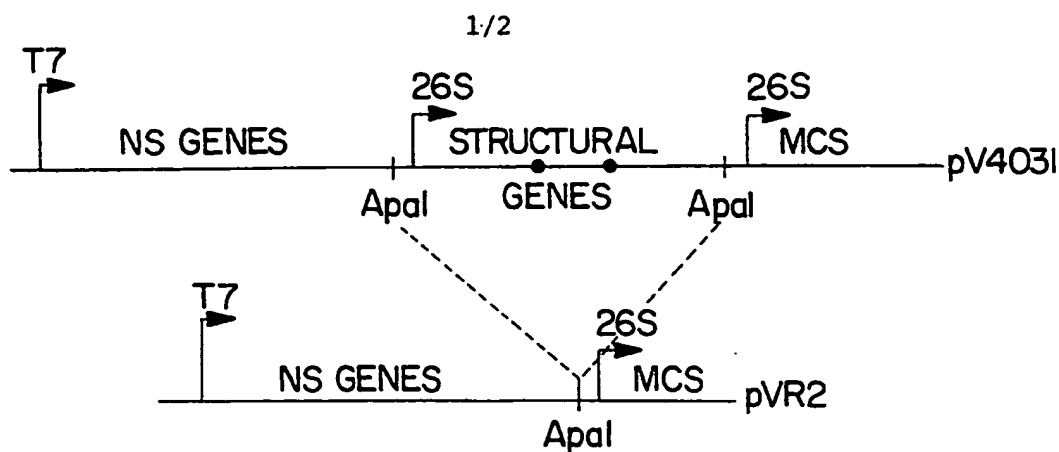 1/2
T7
26S
26S
NS GENES
STRUCTURAL
MCS
pV4031
GENES
ApaI
ApaI
T7
26S
NS GENES
MCS
pVR2
ApaI